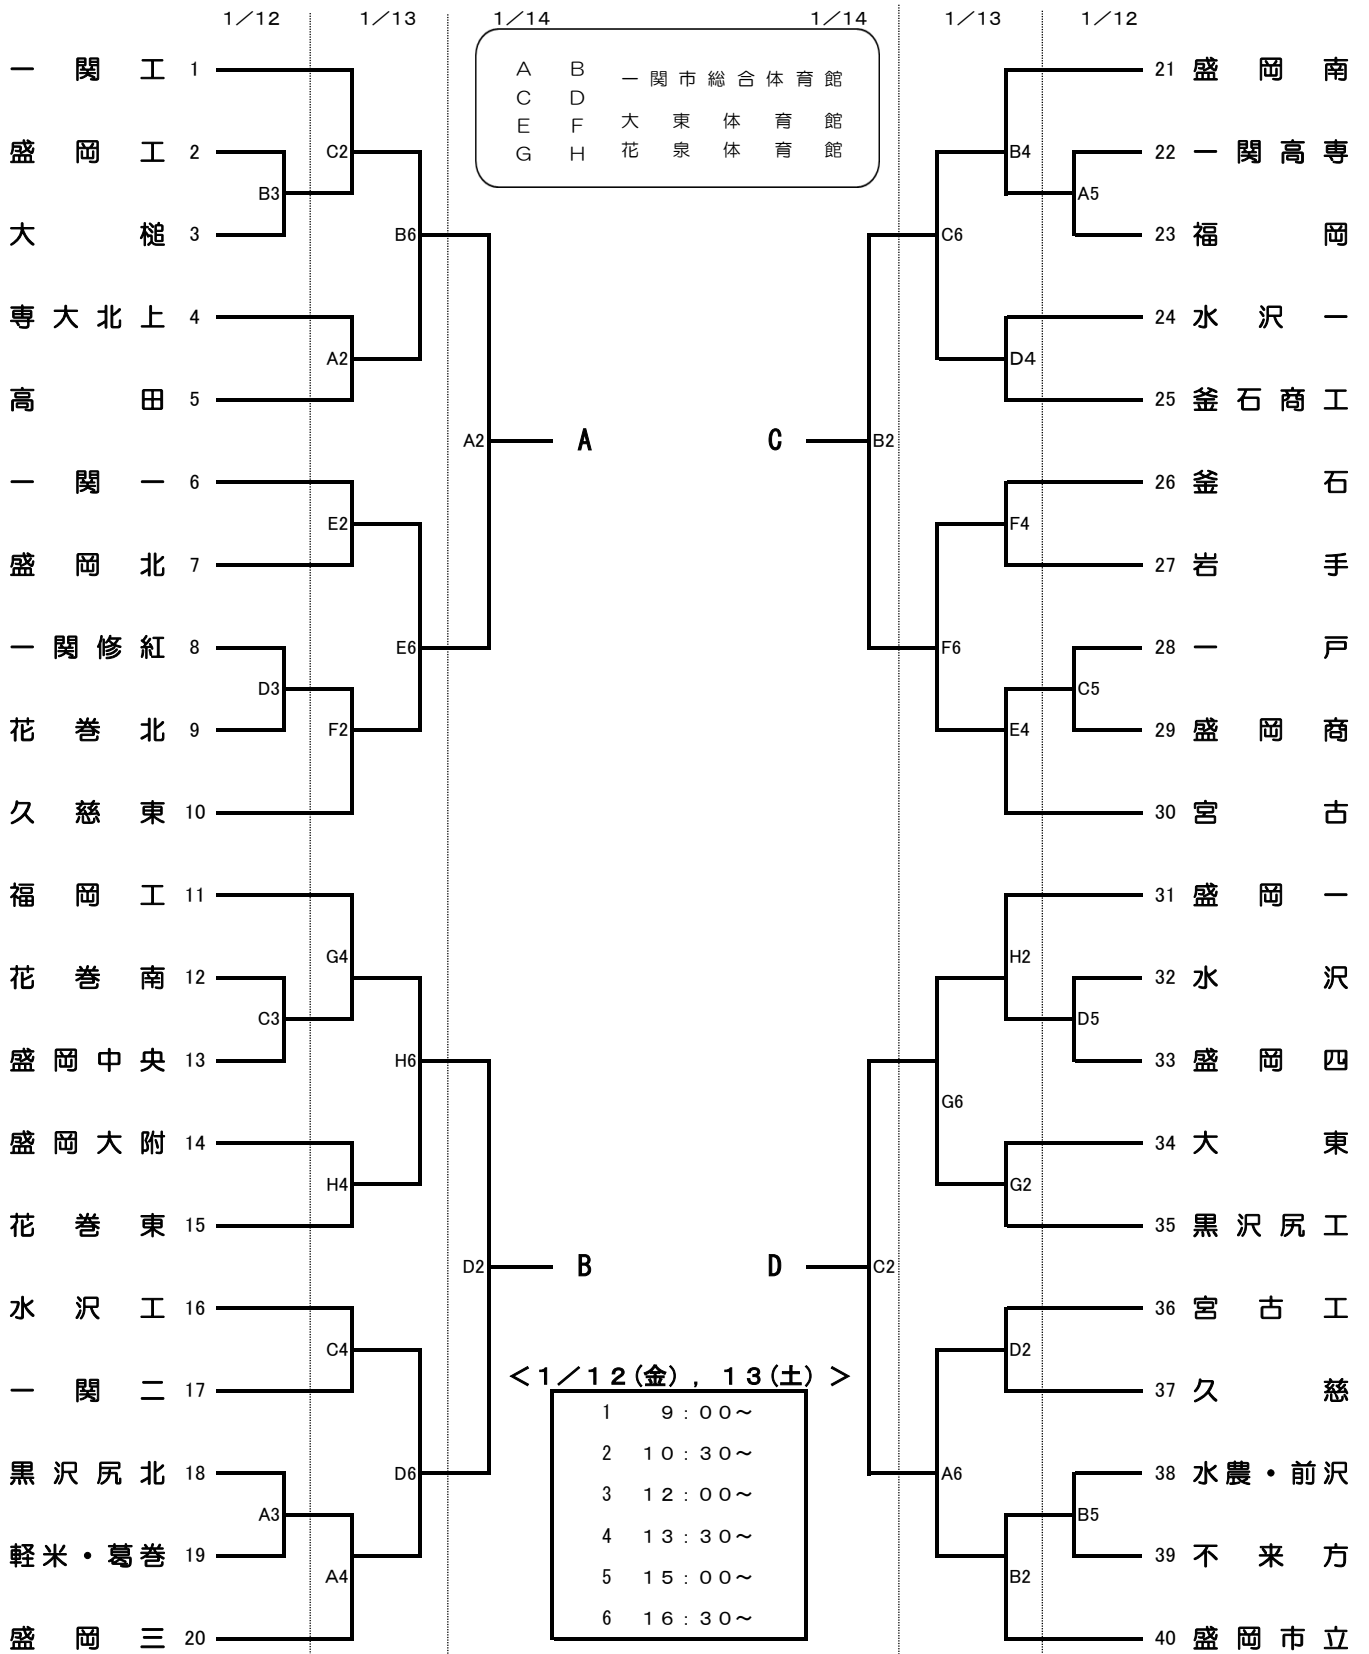 1／12 1／13 1／14 1／14 1／13 1／12
A B 一関市総合体育館
C D
E F 大東体育館
G H 花泉体育館
一関工 1 21 盛岡南
盛岡工 2 C2 B4 22 一関高専
B3 A5
大槌 3 B6 C6 23 福岡
専大北上 4 24 水沢一
A2 D4
高田 5 25 釜石商工
A2 A C B2
一関一 6 26 釜石
E2 F4
盛岡北 7 27 岩手
一関修紅 8 E6 F6 28 一戸
D3 C5
花巻北 9 F2 E4 29 盛岡商
久慈東 10 30 宮古
福岡工 11 31 盛岡一
G4 H2
花巻南 12 32 水沢
C3 D5
盛岡中央 13 H6 33 盛岡四
G6
盛岡大附 14 34 大東
H4 G2
花巻東 15 35 黒沢尻工
D2 B D C2
水沢工 16 36 宮古工
C4 D2
＜1／12(金)，13(土)＞
一関二 17 37 久慈
1 9：00～
2 10：30～
黒沢尻北 18 D6 A6 38 水農・前沢
3 12：00～
A3 B5
4 13：30～
軽米・葛巻 19 39 不来方
A4 5 15：00～ B2
6 16：30～
盛岡三 20 40 盛岡市立